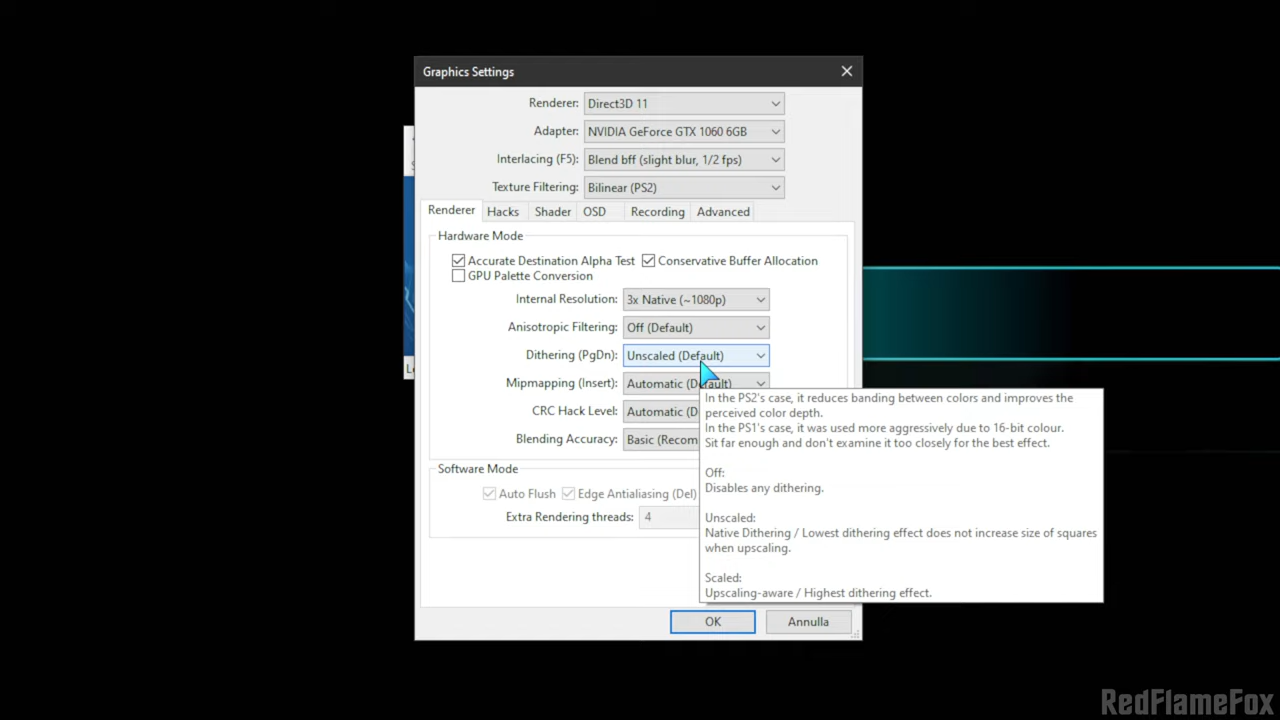 Graphics Settings
Renderer: Direct3D 11
Adapter: NVIDIA GeForce GTX 1060 6GB
Interlacing (F5): Blend bff (slight blur, 1/2 fps)
Texture Filtering: Bilinear (PS2)
Renderer Hacks Shader OSD Recording Advanced
Hardware Mode
Accurate Destination Alpha Test Conservative Buffer Allocation
GPU Palette Conversion
Internal Resolution: 3x Native (~1080p)
Anisotropic Filtering: Off (Default)
Dithering (PgDn): Unscaled (Default)
Mipmapping (Insert): Automatic (Default)
CRC Hack Level: Automatic (D
Blending Accuracy: Basic (Recom
In the PS2's case, it reduces banding between colors and improves the
perceived color depth.
In the PS1's case, it was used more aggressively due to 16-bit colour.
Sit far enough and don't examine it too closely for the best effect.
Off:
Disables any dithering.
Unscaled:
Native Dithering / Lowest dithering effect does not increase size of squares
when upscaling.
Scaled:
Upscaling-aware / Highest dithering effect.
Software Mode
Auto Flush Edge Antialiasing (Del)
Extra Rendering threads: 4
OK Annulla
RedFlameFox